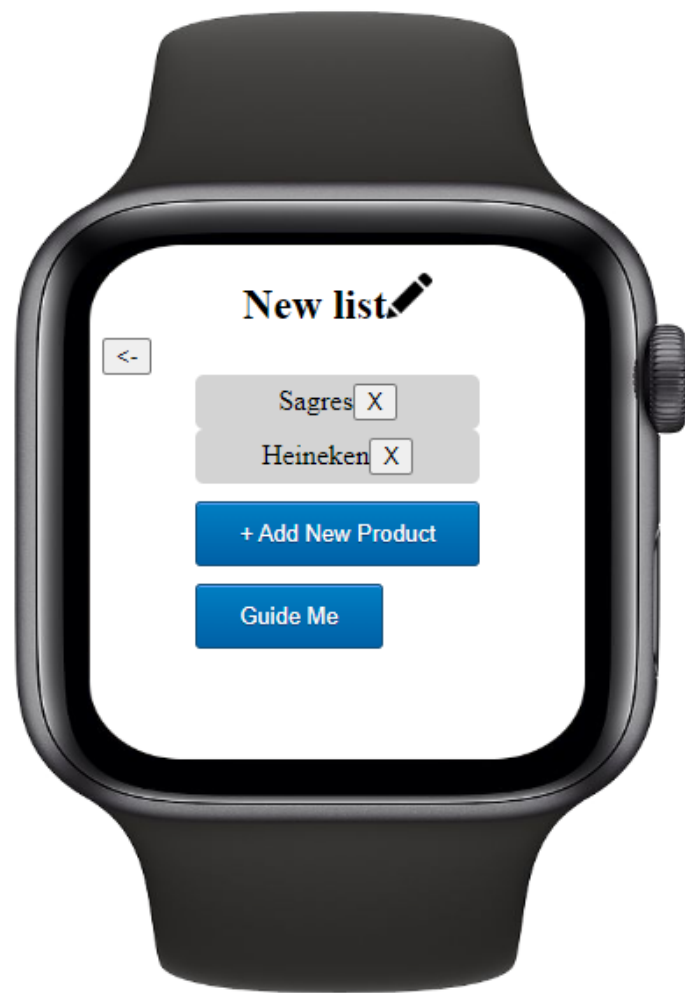 New list
<-
Sagres X
Heineken X
+ Add New Product
Guide Me